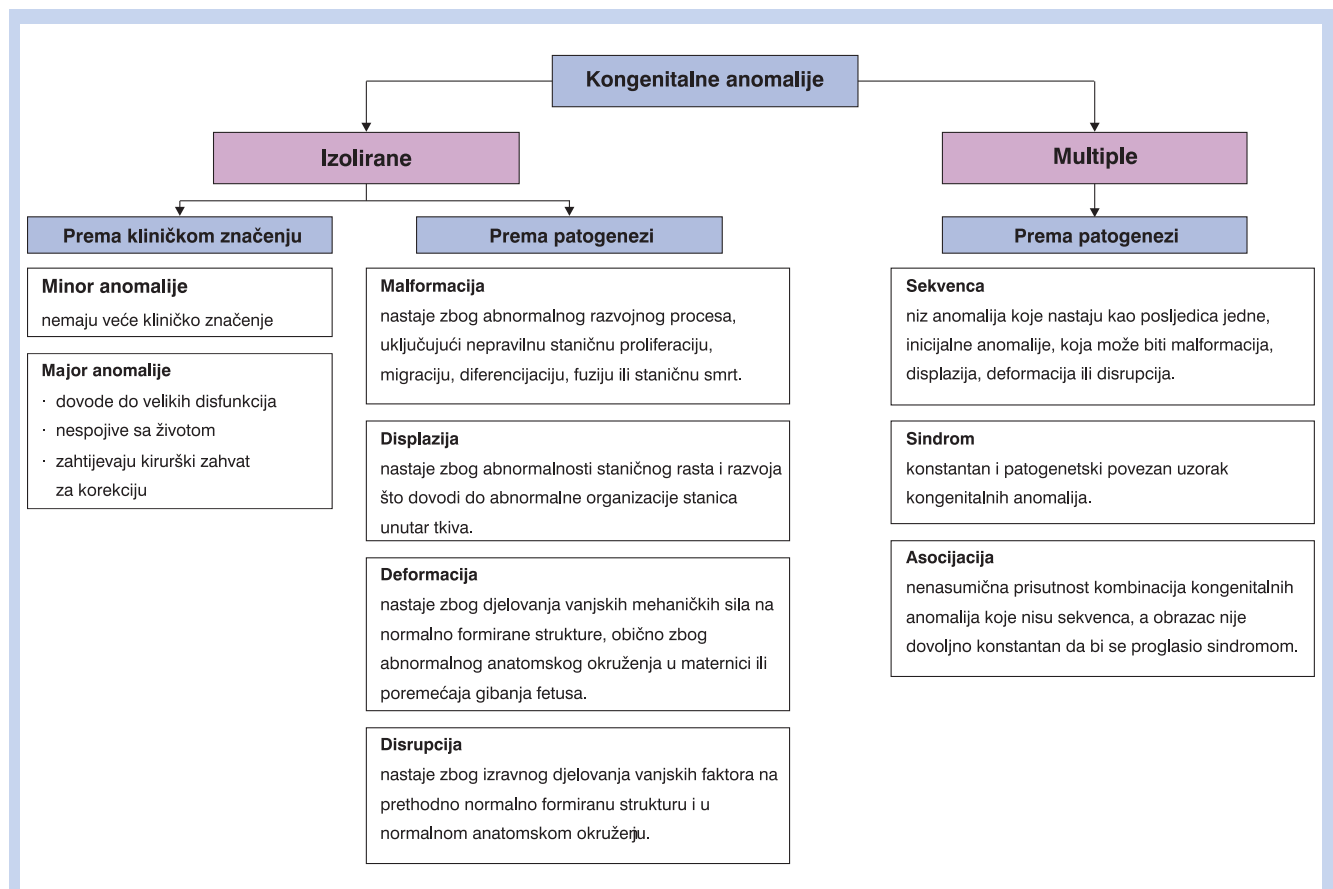 Kongenitalne anomalije
Izolirane
Multiple
Prema kliničkom značenju
Prema patogenezi
Prema patogenezi
Minor anomalije
nemaju veće kliničko značenje
Major anomalije
· dovode do velikih disfunkcija
· nespojive sa životom
· zahtijevaju kirurški zahvat
za korekciju
Malformacija
nastaje zbog abnormalnog razvojnog procesa,
uključujući nepravilnu staničnu proliferaciju,
migraciju, diferencijaciju, fuziju ili staničnu smrt.
Displazija
nastaje zbog abnormalnosti staničnog rasta i razvoja
što dovodi do abnormalne organizacije stanica
unutar tkiva.
Deformacija
nastaje zbog djelovanja vanjskih mehaničkih sila na
normalno formirane strukture, obično zbog
abnormalnog anatomskog okruženja u maternici ili
poremećaja gibanja fetusa.
Disrupcija
nastaje zbog izravnog djelovanja vanjskih faktora na
prethodno normalno formiranu strukturu i u
normalnom anatomskom okruženju.
Sekvenca
niz anomalija koje nastaju kao posljedica jedne,
inicijalne anomalije, koja može biti malformacija,
displazija, deformacija ili disrupcija.
Sindrom
konstantan i patogenetski povezan uzorak
kongenitalnih anomalija.
Asocijacija
nenasumična prisutnost kombinacija kongenitalnih
anomalija koje nisu sekvenca, a obrazac nije
dovoljno konstantan da bi se proglasio sindromom.